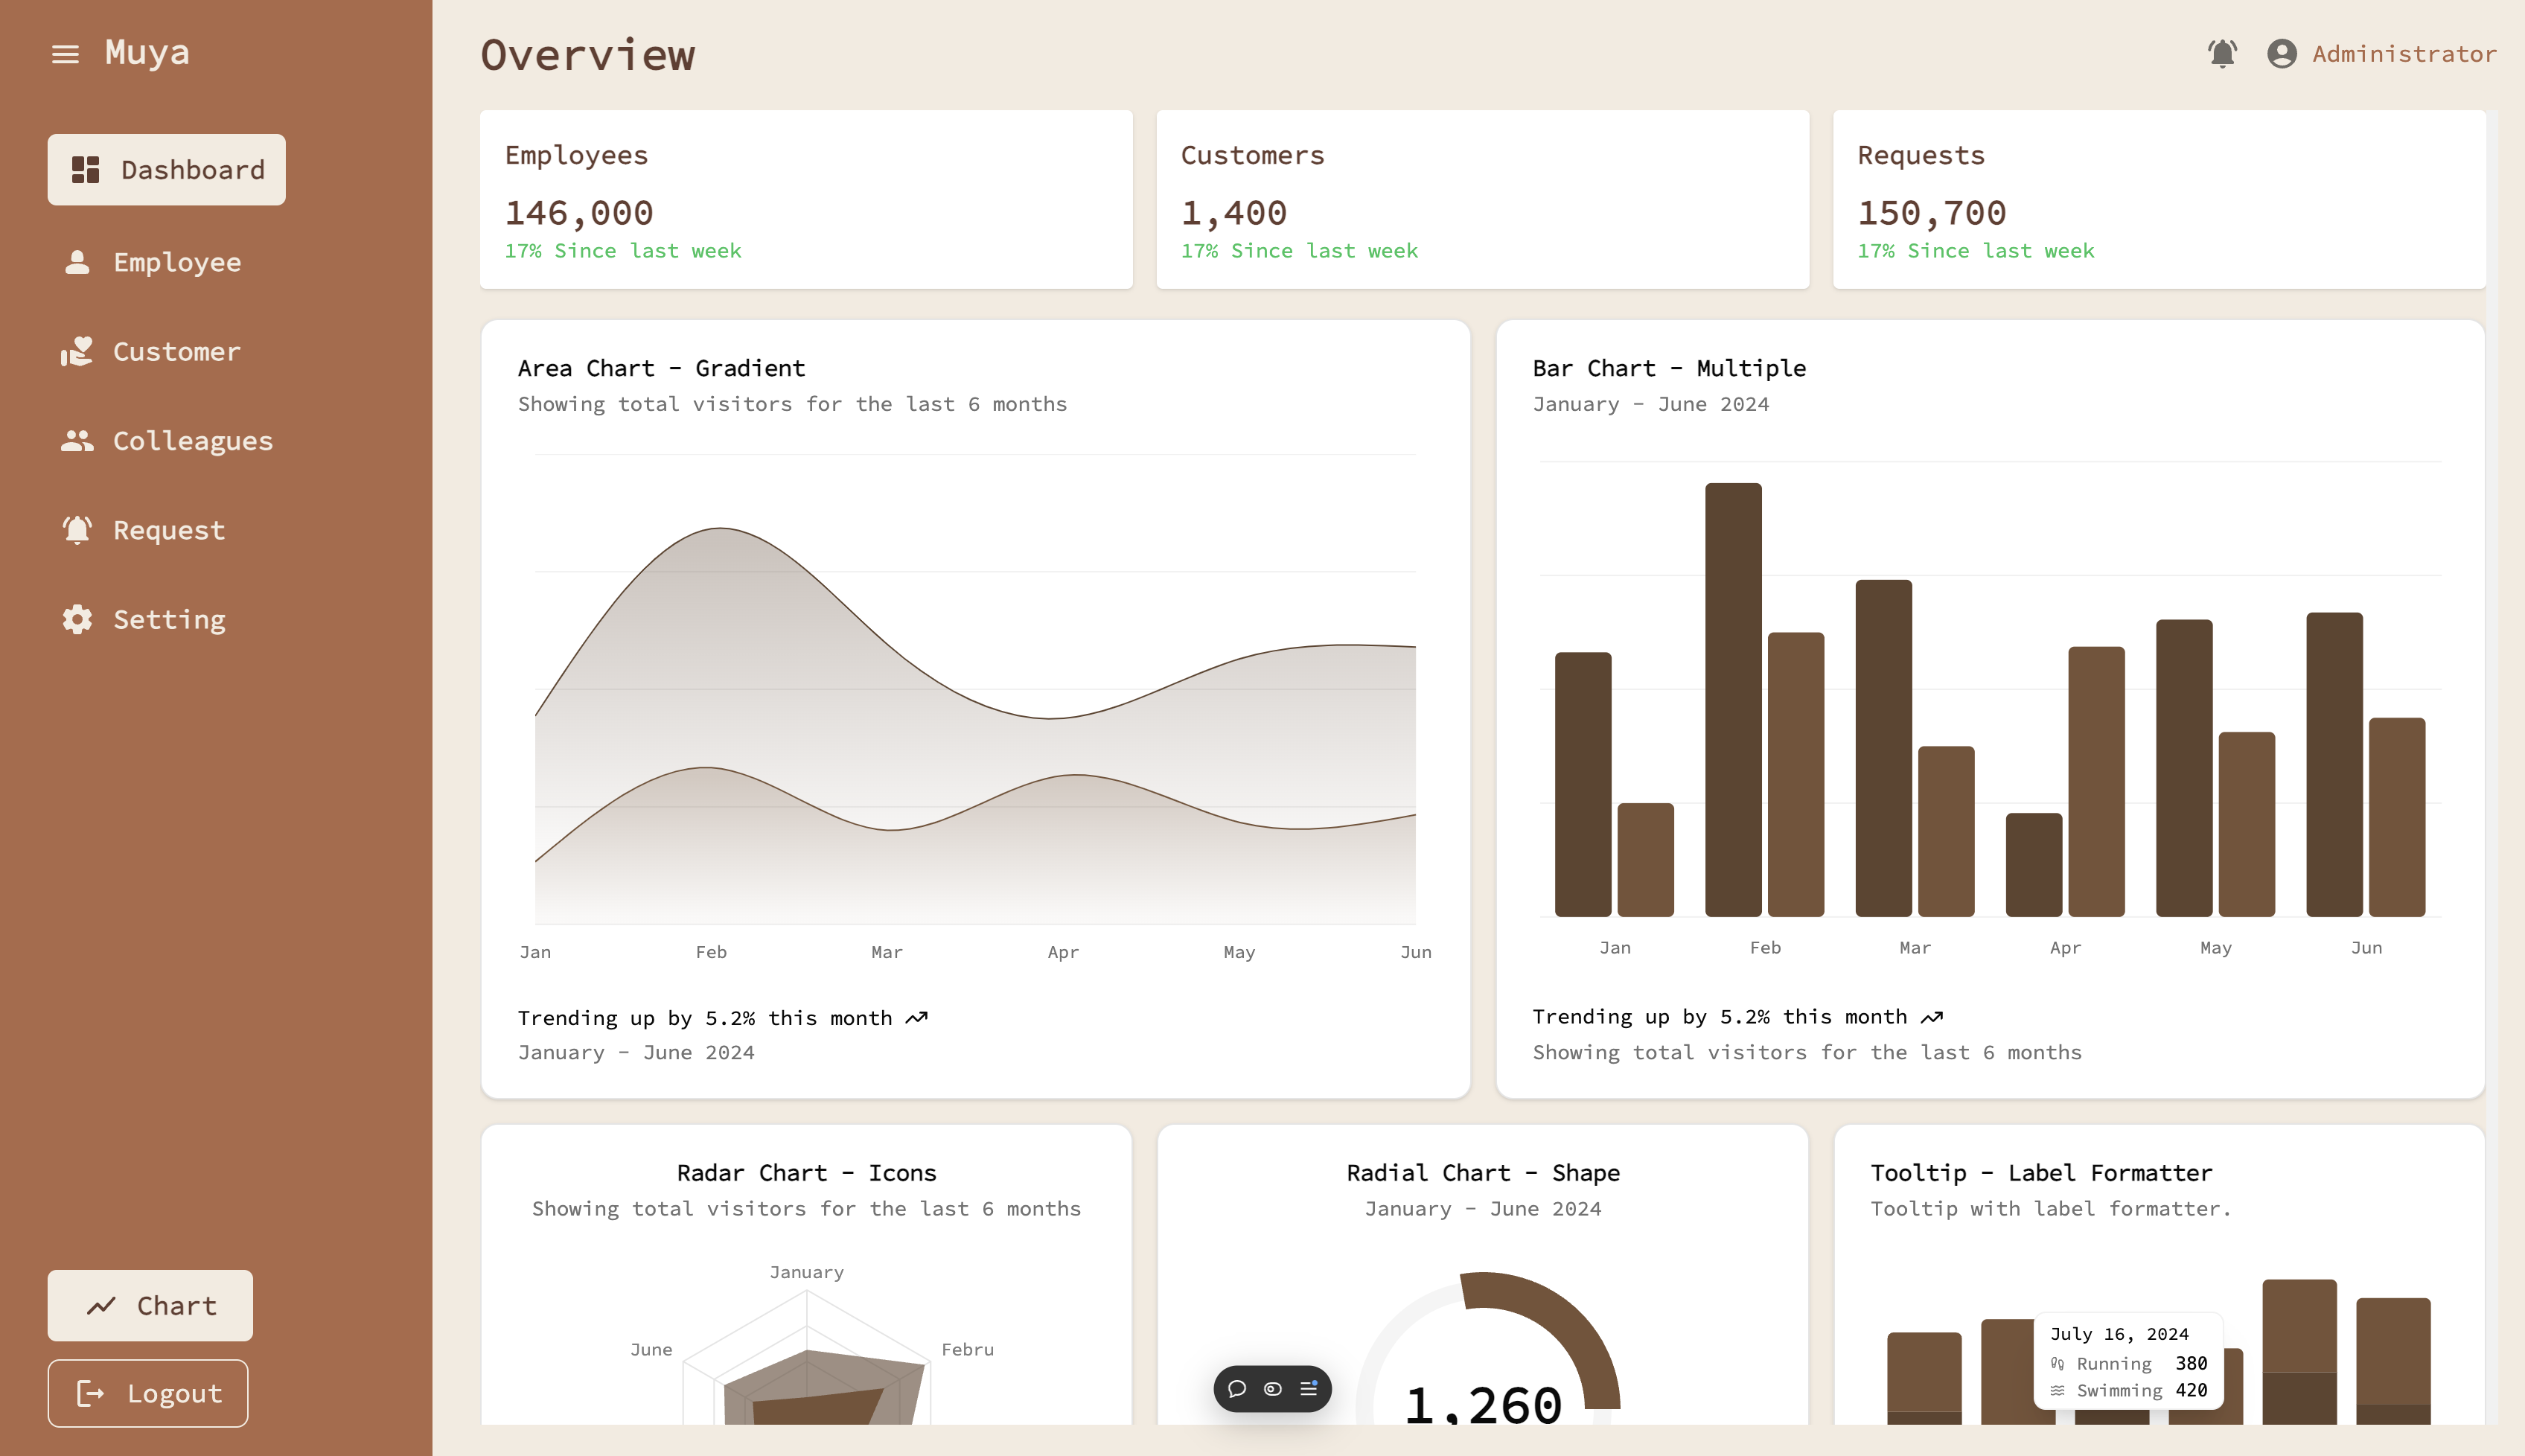 Muya
Dashboard
Employee
Customer
Colleagues
Request
Setting
Chart
Logout
Overview
Administrator
Employees
146,000
17% Since last week
Customers
1,400
17% Since last week
Requests
150,700
17% Since last week
Area Chart - Gradient
Showing total visitors for the last 6 months
Jan Feb Mar Apr May Jun
Trending up by 5.2% this month
January - June 2024
Bar Chart - Multiple
January - June 2024
Jan Feb Mar Apr May Jun
Trending up by 5.2% this month
Showing total visitors for the last 6 months
Radar Chart - Icons
Showing total visitors for the last 6 months
January
June
Febru
Radial Chart - Shape
January - June 2024
1,260
Tooltip - Label Formatter
Tooltip with label formatter.
July 16, 2024
Running 380
Swimming 420